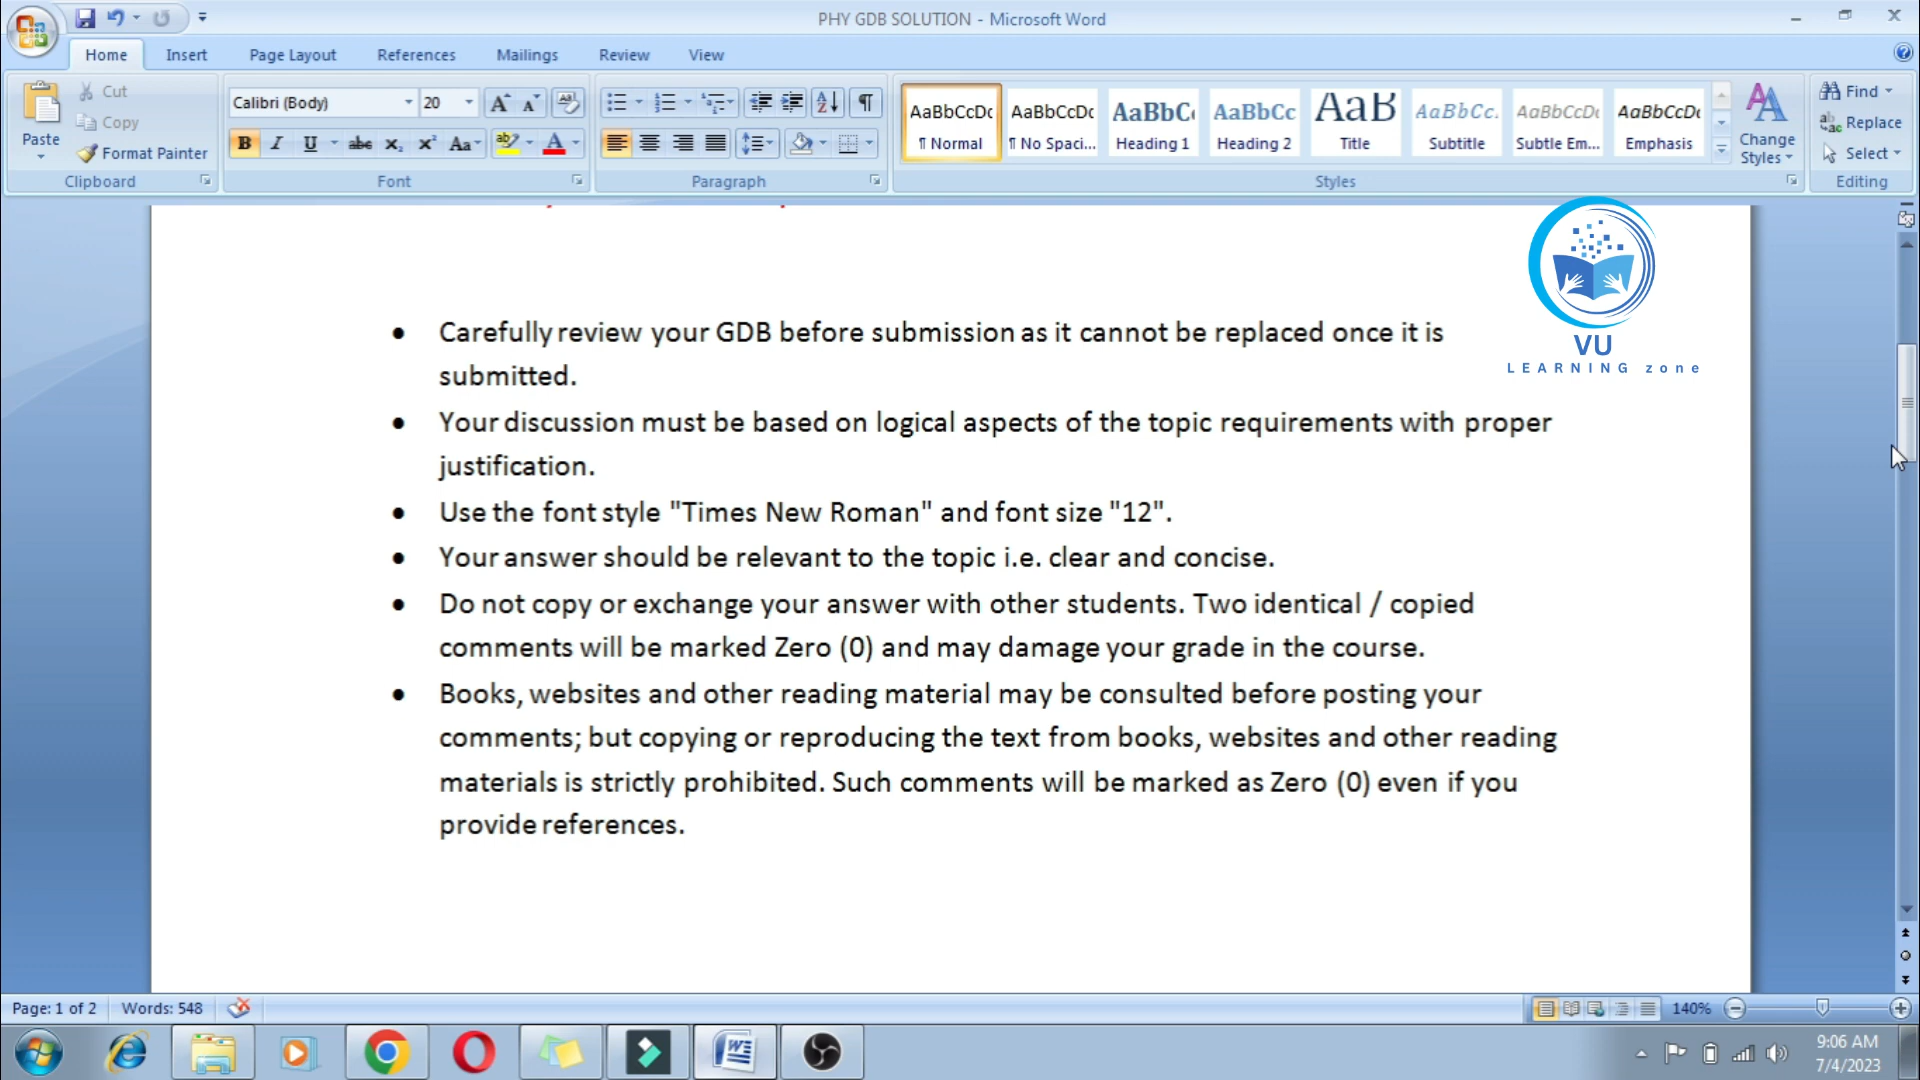 PHY GDB SOLUTION - Microsoft Word
Home Insert Page Layout References Mailings Review View
Paste
Cut
Copy
Format Painter
Clipboard
Calibri (Body) 20
Font
Paragraph
AaBbCcDc AaBbCcDc AaBbC AaBbCc AaB AaBbCc. AaBbCcDc AaBbCcDc
¶ Normal ¶ No Spaci... Heading 1 Heading 2 Title Subtitle Subtle Em... Emphasis
Styles
Change
Styles
Find
Replace
Select
Editing
VU
LEARNING zone
• Carefully review your GDB before submission as it cannot be replaced once it is
submitted.
• Your discussion must be based on logical aspects of the topic requirements with proper
justification.
• Use the font style "Times New Roman" and font size "12".
• Your answer should be relevant to the topic i.e. clear and concise.
• Do not copy or exchange your answer with other students. Two identical / copied
comments will be marked Zero (0) and may damage your grade in the course.
• Books, websites and other reading material may be consulted before posting your
comments; but copying or reproducing the text from books, websites and other reading
materials is strictly prohibited. Such comments will be marked as Zero (0) even if you
provide references.
Page: 1 of 2 Words: 548 140%
9:06 AM
7/4/2023